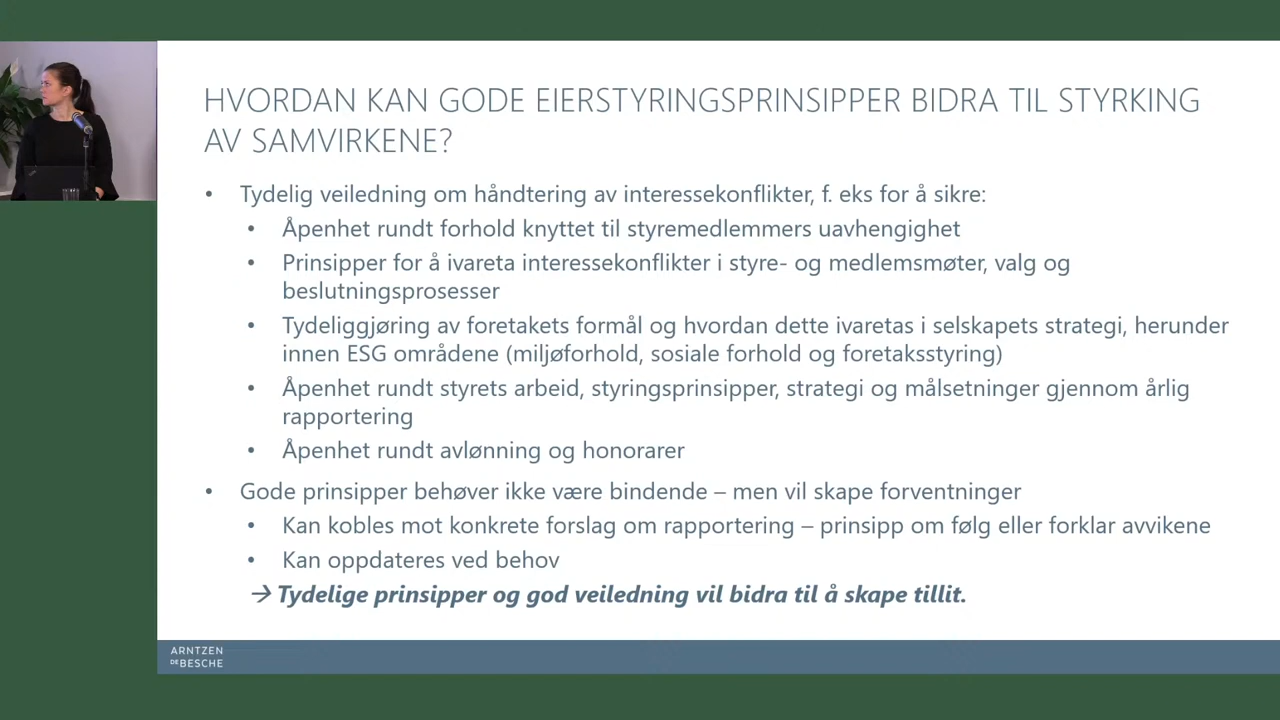 HVORDAN KAN GODE EIERSTYRINGSPRINSIPPER BIDRA TIL STYRKING
AV SAMVIRKENE?
• Tydelig veiledning om håndtering av interessekonflikter, f. eks for å sikre:
• Åpenhet rundt forhold knyttet til styremedlemmers uavhengighet
• Prinsipper for å ivareta interessekonflikter i styre- og medlemsmøter, valg og
beslutningsprosesser
• Tydeliggjøring av foretakets formål og hvordan dette ivaretas i selskapets strategi, herunder
innen ESG områdene (miljøforhold, sosiale forhold og foretaksstyring)
• Åpenhet rundt styrets arbeid, styringsprinsipper, strategi og målsetninger gjennom årlig
rapportering
• Åpenhet rundt avlønning og honorarer
• Gode prinsipper behøver ikke være bindende – men vil skape forventninger
• Kan kobles mot konkrete forslag om rapportering – prinsipp om følg eller forklar avvikene
• Kan oppdateres ved behov
→ Tydelige prinsipper og god veiledning vil bidra til å skape tillit.
ARNTZEN
DEBESCHE